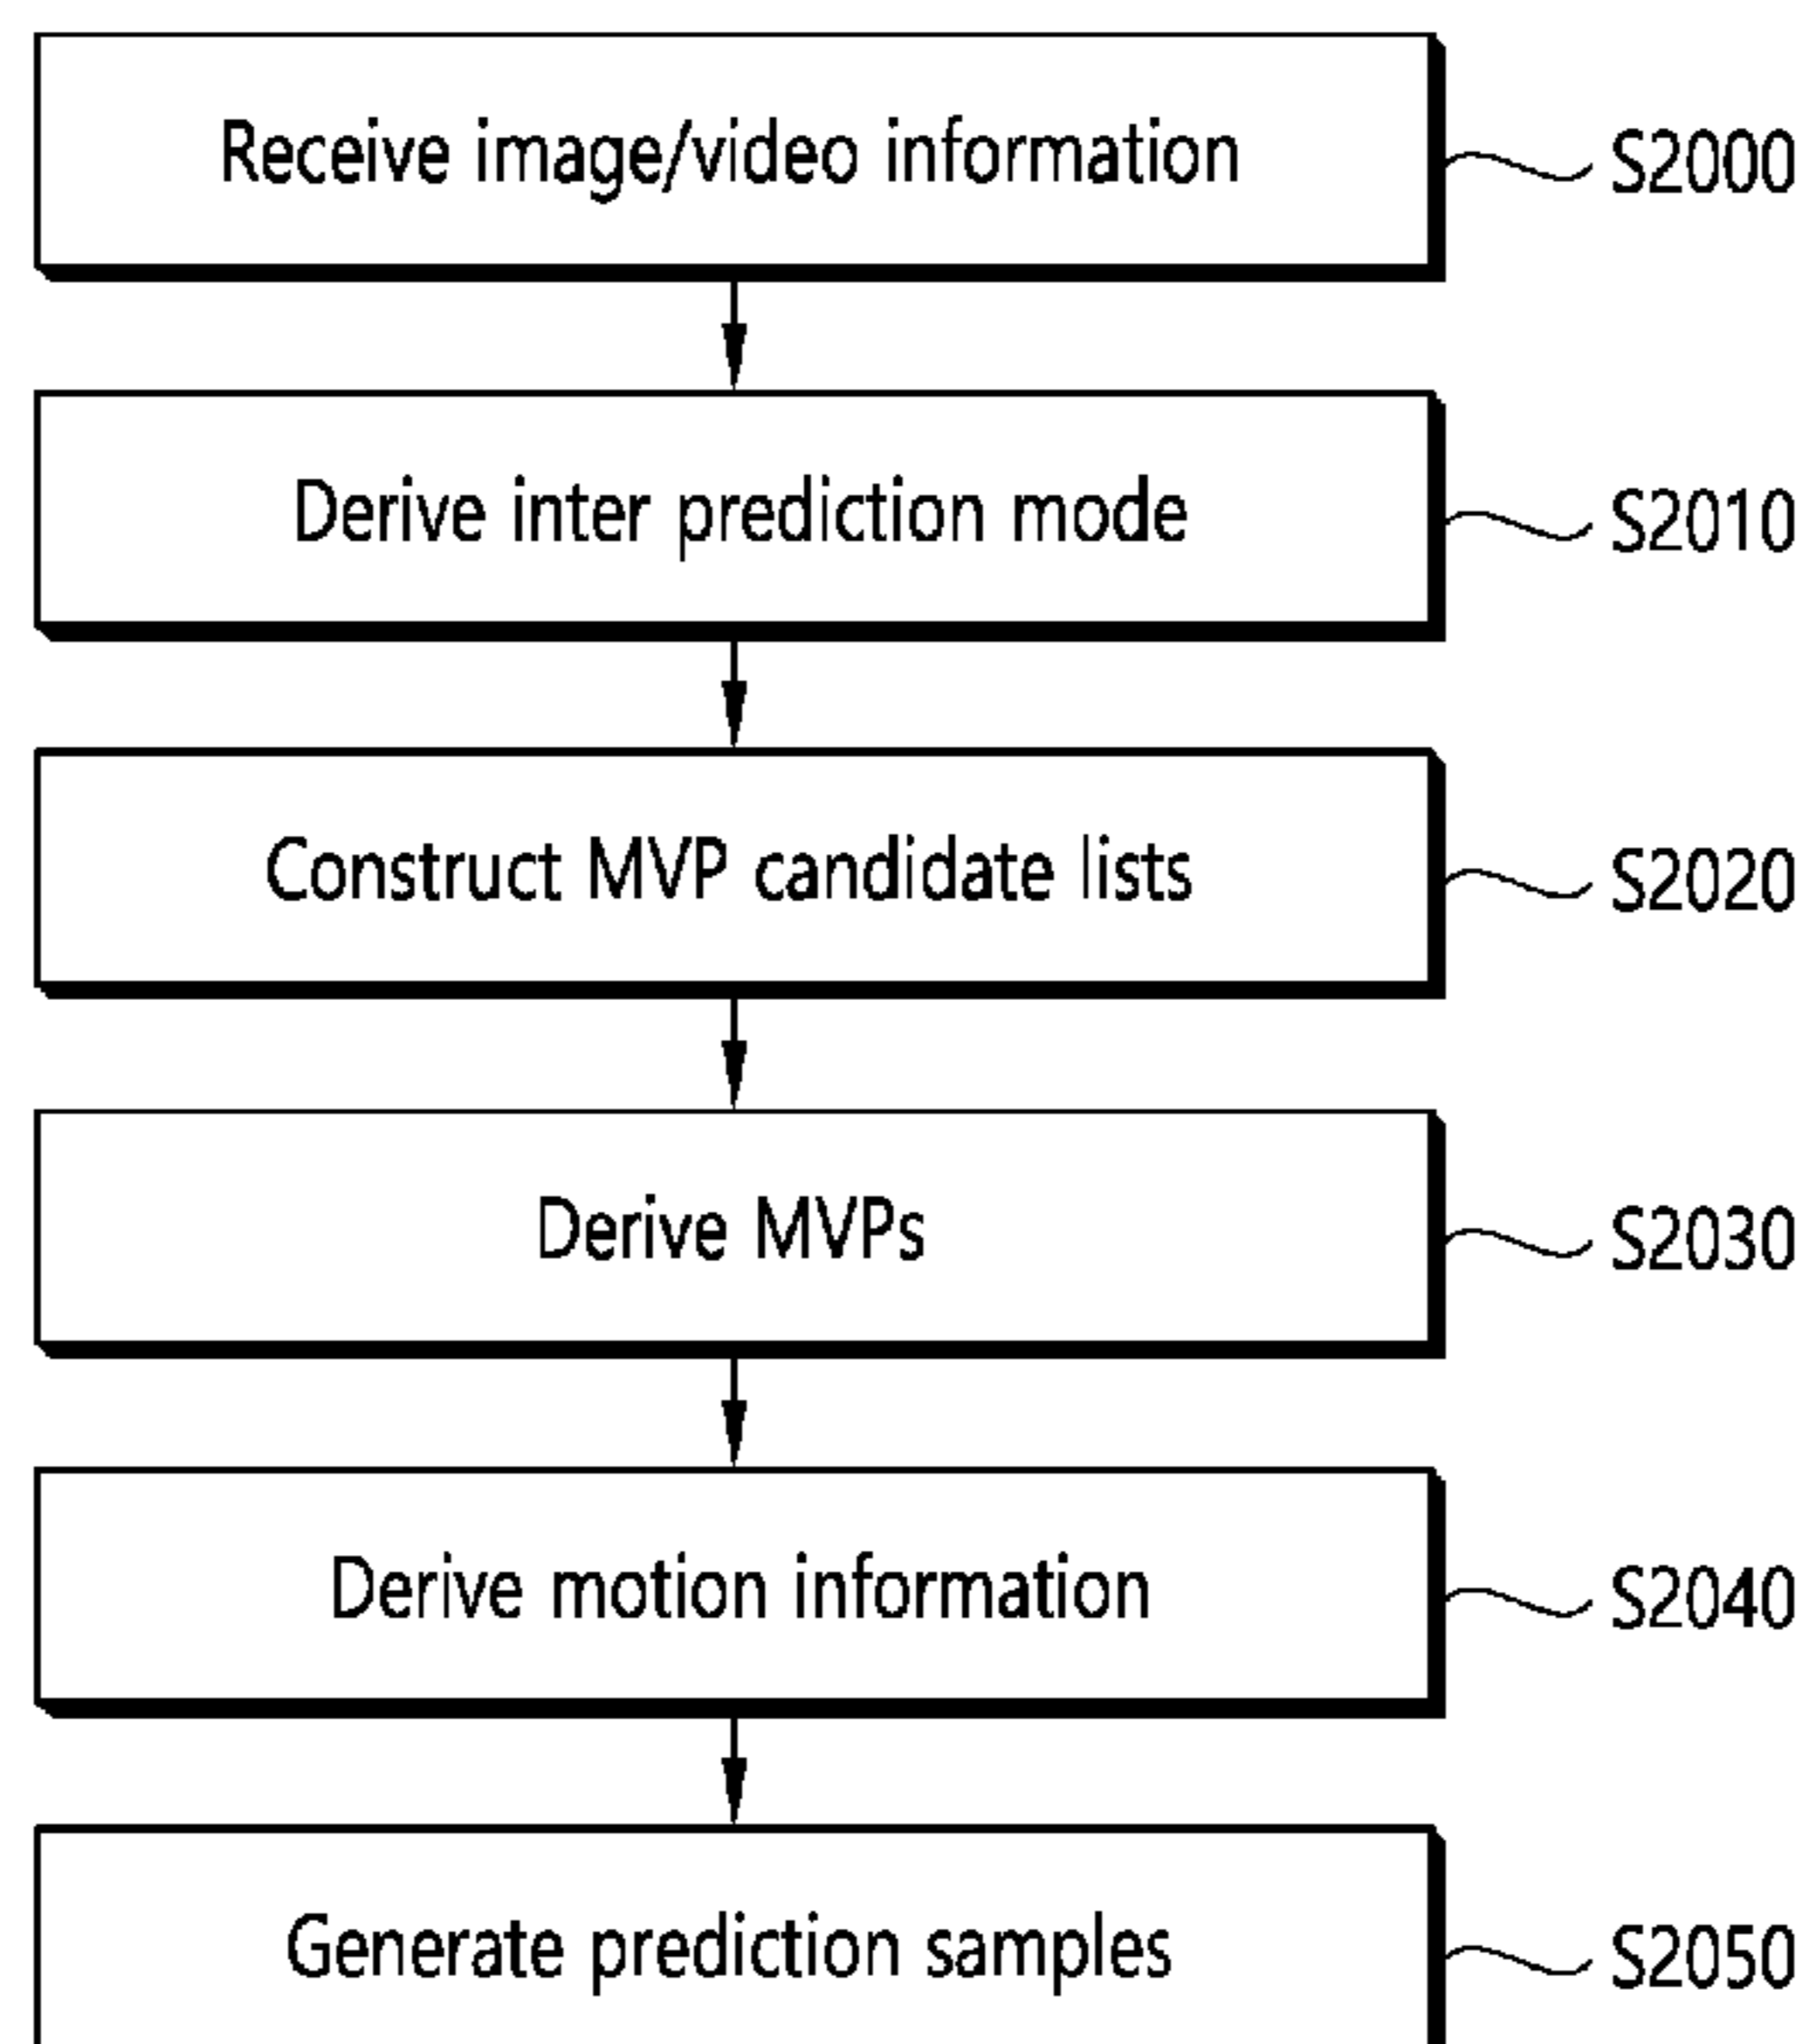 Receive image/video information
S2000
Derive inter prediction mode
S2010
Construct MVP candidate lists
S2020
Derive MVPs
S2030
Derive motion information
S2040
Generate prediction samples
S2050